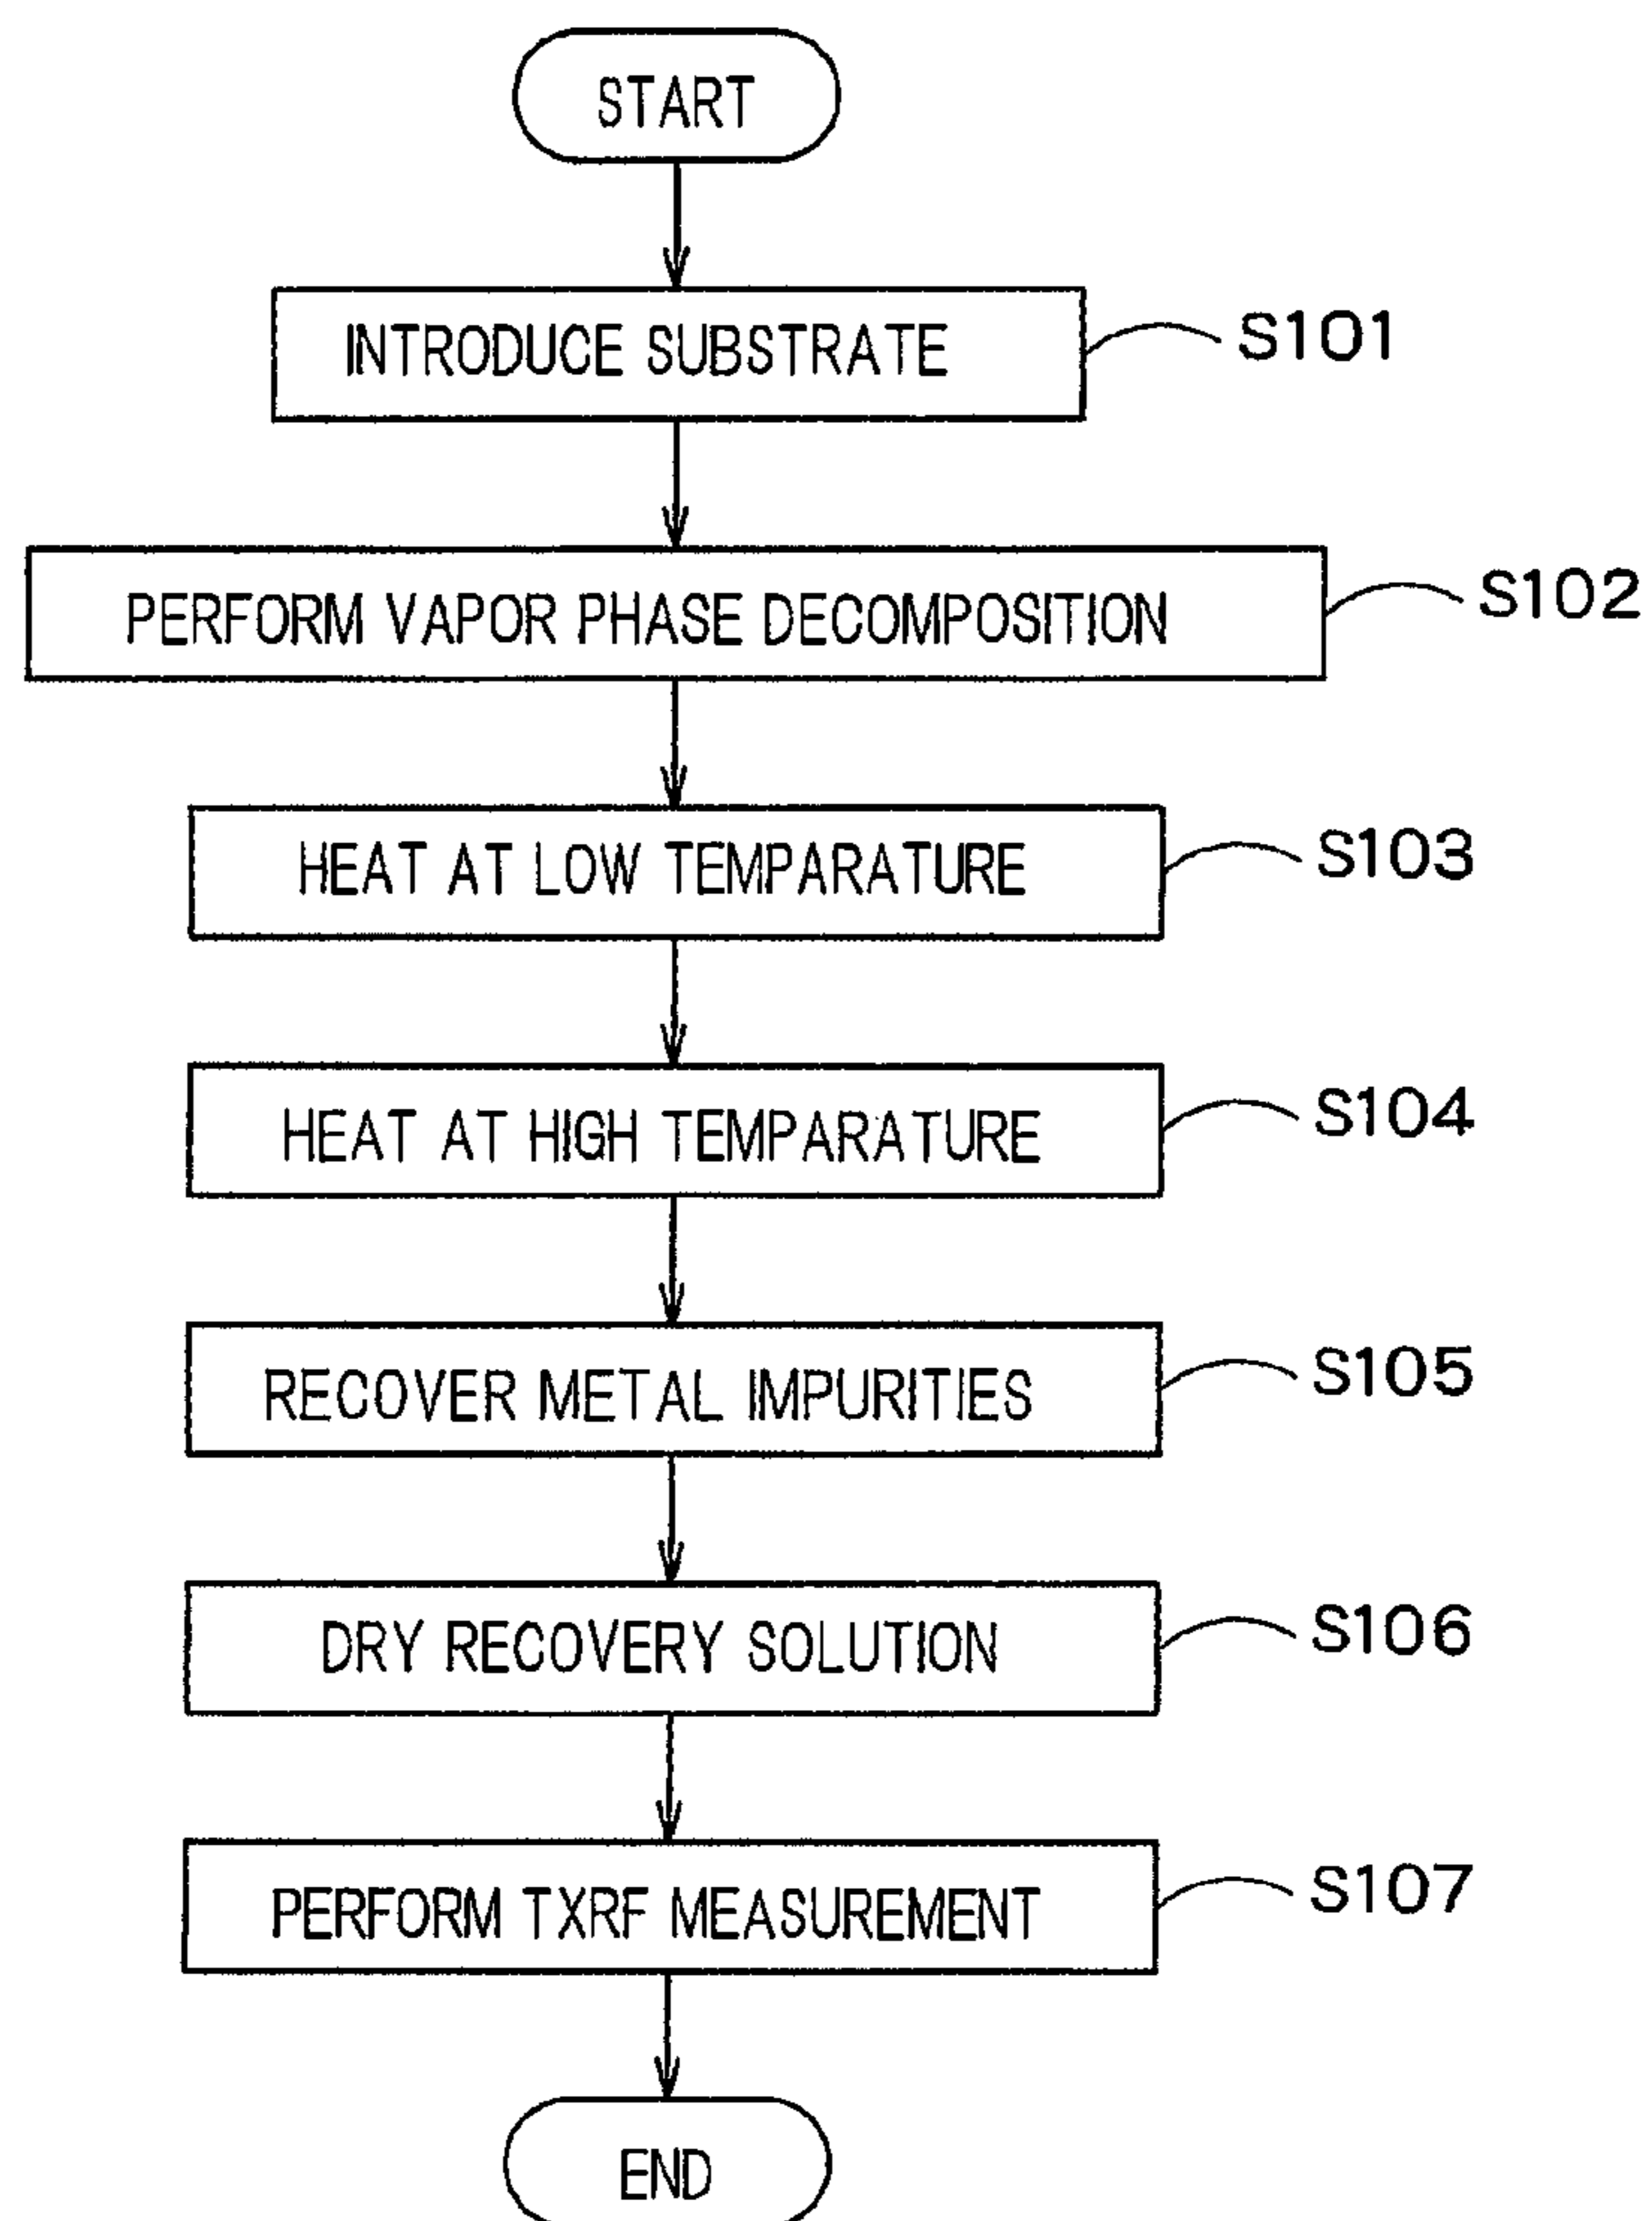 START
INTRODUCE SUBSTRATE
S101
PERFORM VAPOR PHASE DECOMPOSITION
S102
HEAT AT LOW TEMPARATURE
S103
HEAT AT HIGH TEMPARATURE
S104
RECOVER METAL IMPURITIES
S105
DRY RECOVERY SOLUTION
S106
PERFORM TXRF MEASUREMENT
S107
END